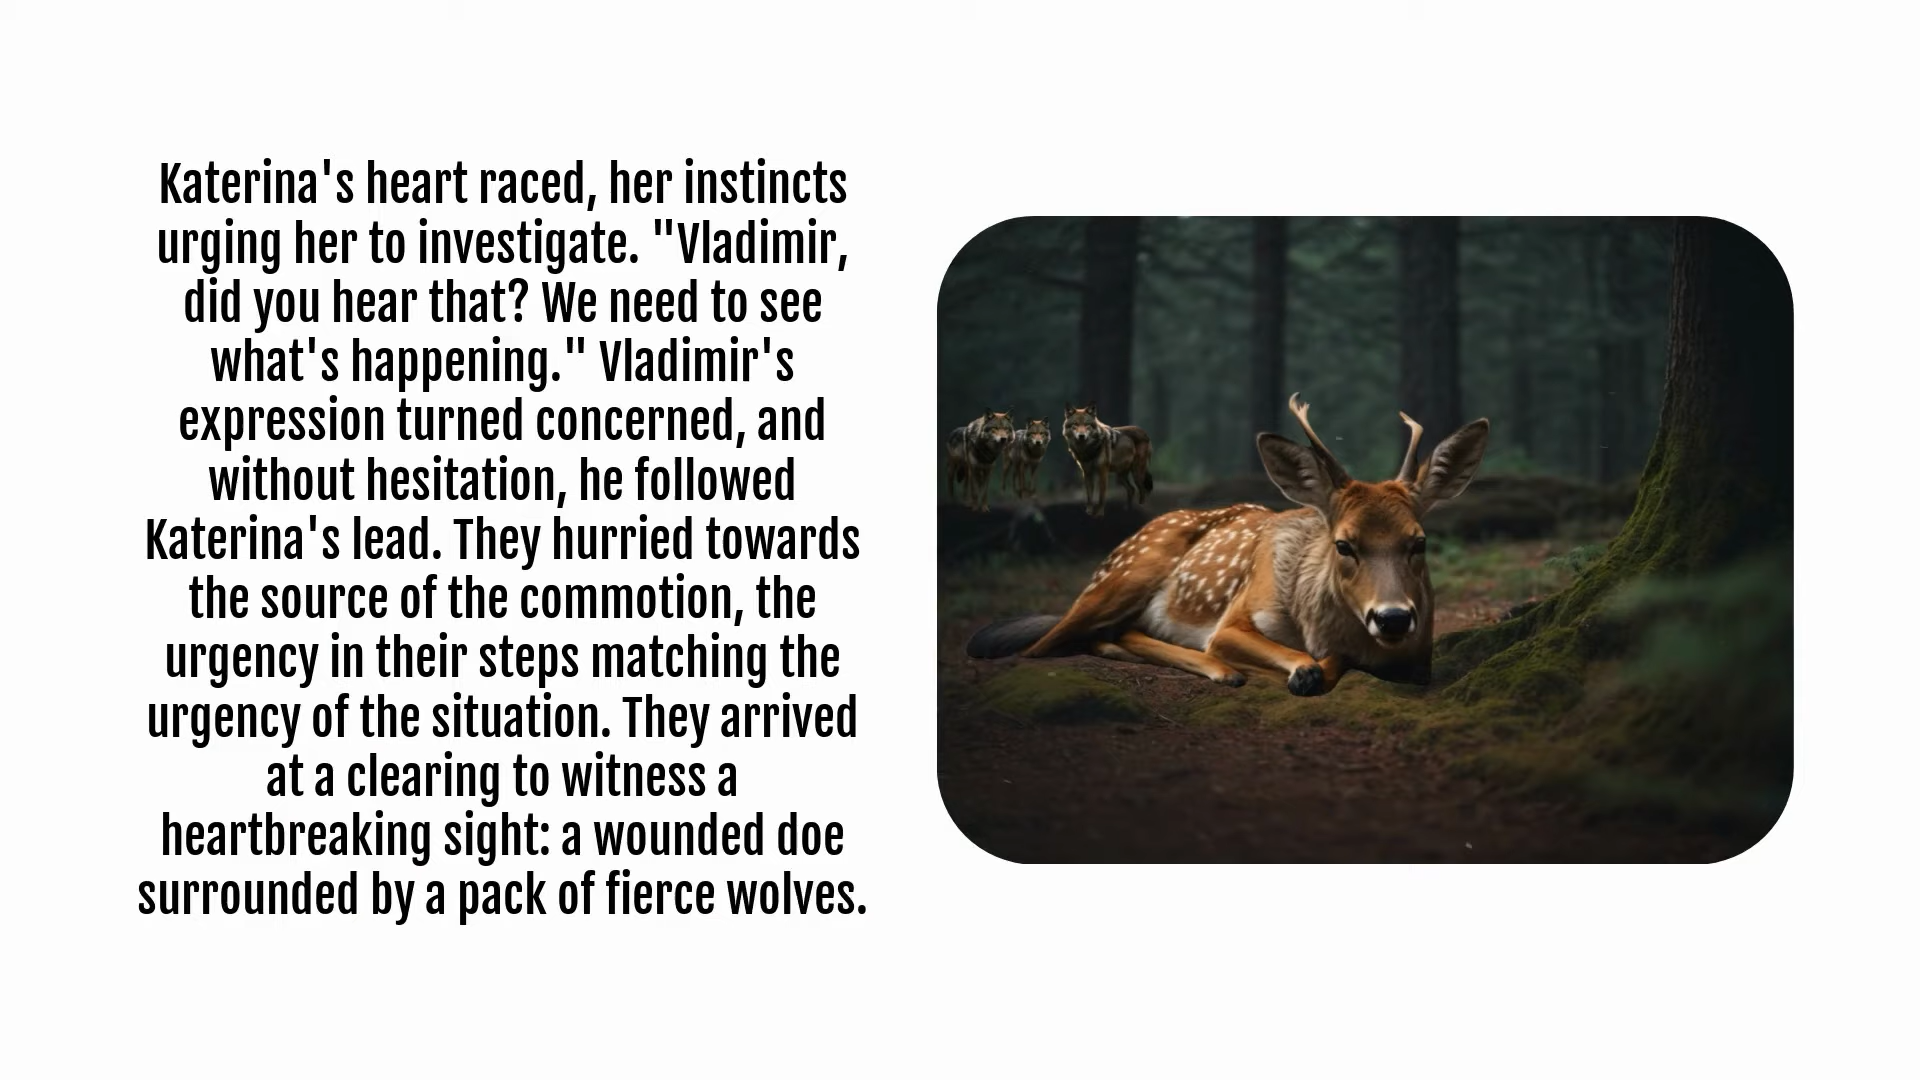 Katerina's heart raced, her instincts
urging her to investigate. "Vladimir,
did you hear that? We need to see
what's happening." Vladimir's
expression turned concerned, and
without hesitation, he followed
Katerina's lead. They hurried towards
the source of the commotion, the
urgency in their steps matching the
urgency of the situation. They arrived
at a clearing to witness a
heartbreaking sight: a wounded doe
surrounded by a pack of fierce wolves.